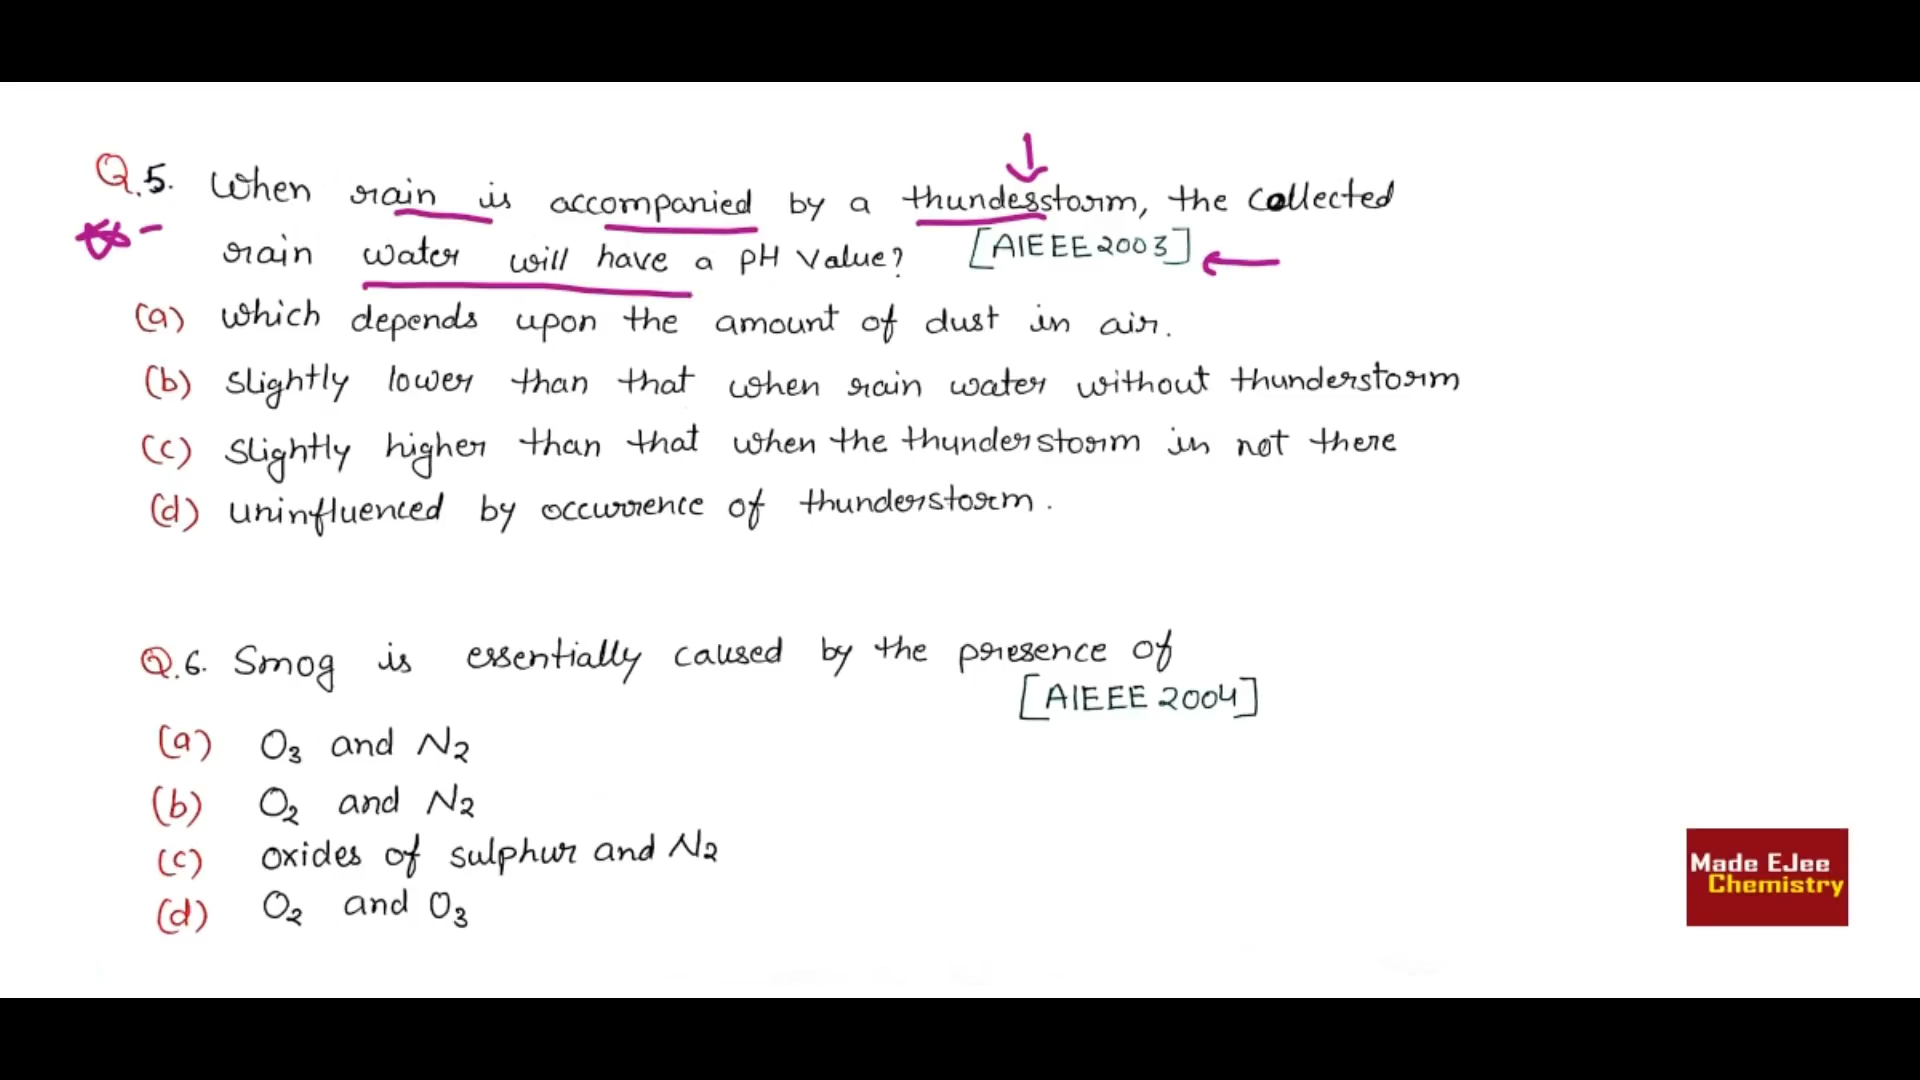 Q.5. When rain is accompanied by a thundesstorm, the collected
rain water will have a pH Value? [AIEEE 2003]
(a) which depends upon the amount of dust in air.
(b) slightly lower than that when rain water without thunderstorm
(c) slightly higher than that when the thunderstorm is not there
(d) uninfluenced by occurrence of thunderstorm.
Q.6. Smog is essentially caused by the presence of
[AIEEE 2004]
(a) O₃ and N₂
(b) O₂ and N₂
(c) oxides of sulphur and N₂
(d) O₂ and O₃
Made EJee
Chemistry